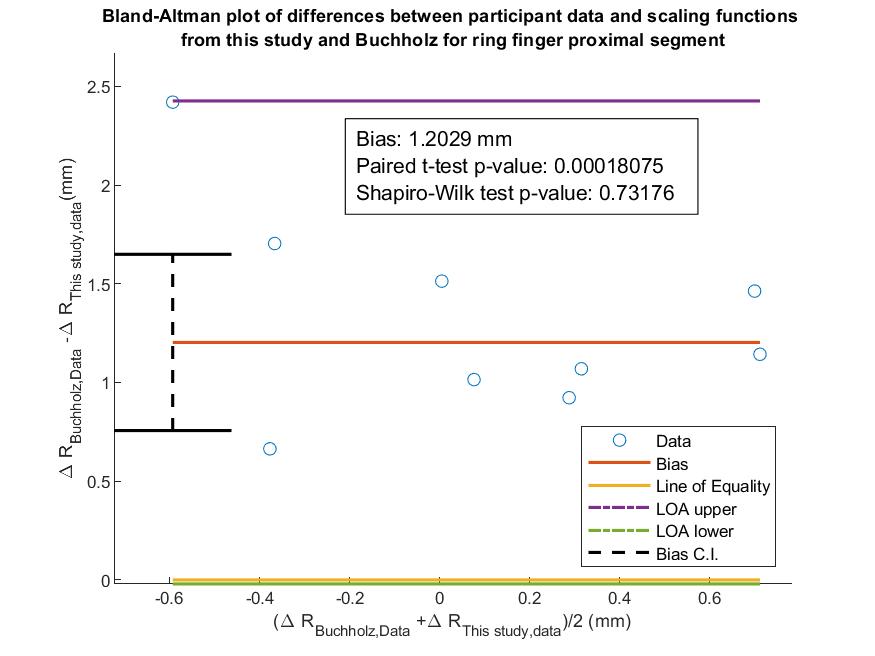 Bland-Altman plot of differences between participant data and scaling functions
from this study and Buchholz for ring finger proximal segment
Δ R_Buchholz,Data - Δ R_This study,data (mm)
2.5
2
1.5
1
0.5
0
Bias: 1.2029 mm
Paired t-test p-value: 0.00018075
Shapiro-Wilk test p-value: 0.73176
Data
Bias
Line of Equality
LOA upper
LOA lower
Bias C.I.
-0.6 -0.4 -0.2 0 0.2 0.4 0.6
(Δ R_Buchholz,Data +Δ R_This study,data)/2 (mm)